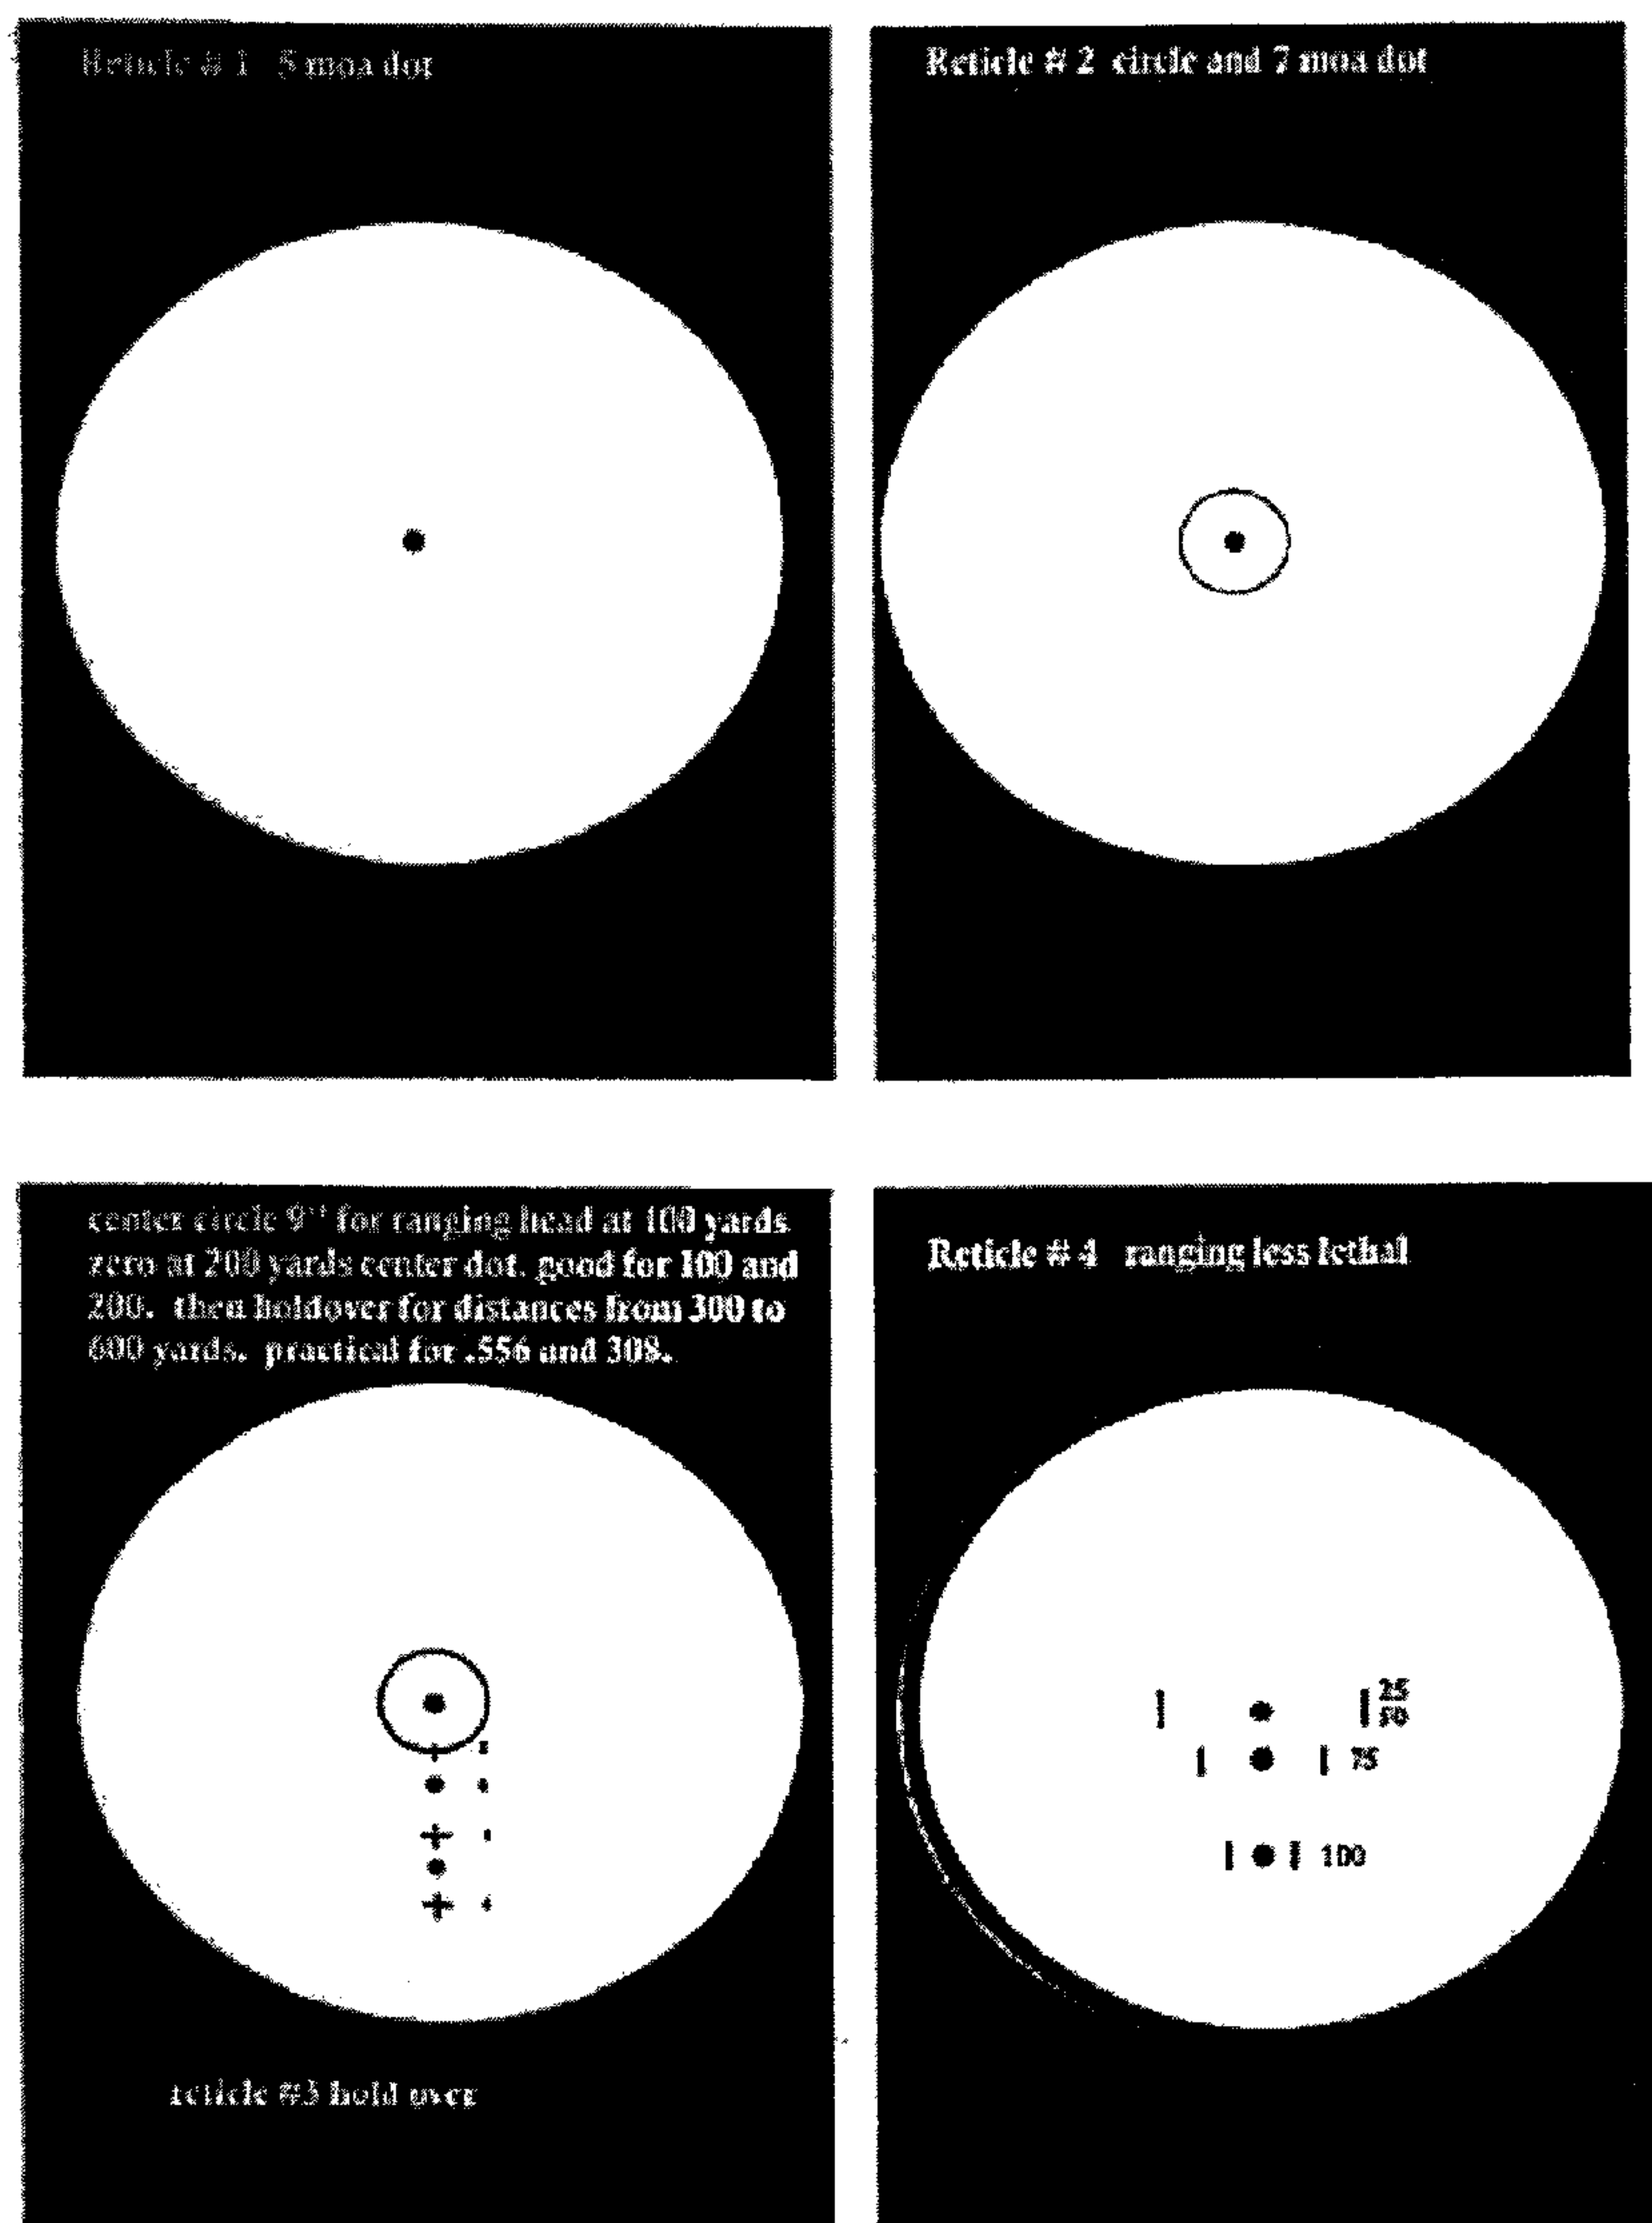 Reticle # 1 5 moa dot
Reticle # 2 circle and 7 moa dot
center circle 9" for ranging head at 100 yards
zero at 200 yards center dot. good for 100 and
200. then holdover for distances from 300 to
600 yards. practical for .556 and 308.
reticle #3 hold over
Reticle # 4 ranging less lethal
25
50
75
100